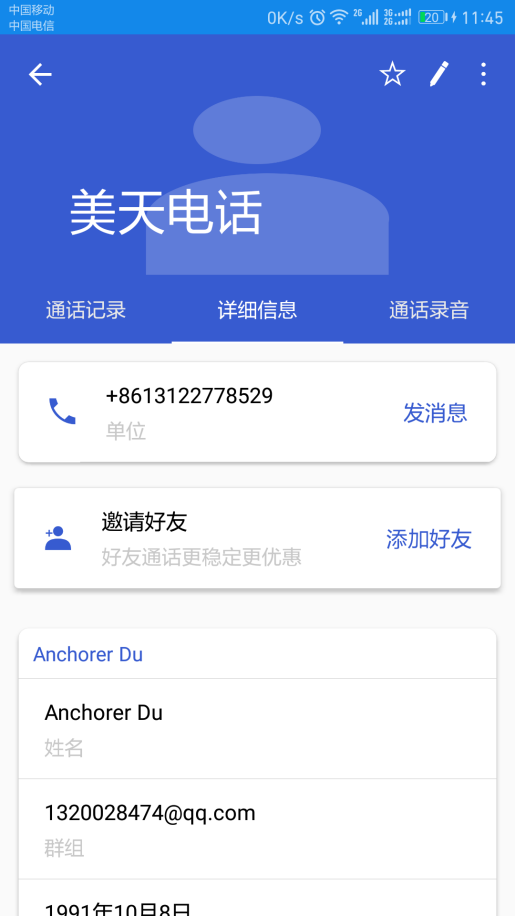 中国移动
中国电信
0K/s 2G 3G 2G 20 11:45
美天电话
通话记录 详细信息 通话录音
+8613122778529
单位
发消息
邀请好友
好友通话更稳定更优惠
添加好友
Anchorer Du
Anchorer Du
姓名
1320028474@qq.com
群组
1991年10月8日